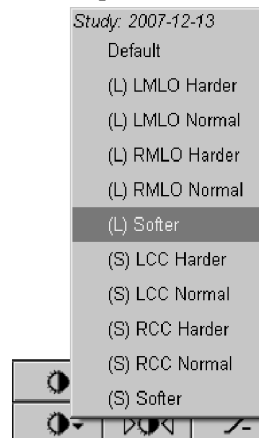 Study: 2007-12-13
Default
(L) LMLO Harder
(L) LMLO Normal
(L) RMLO Harder
(L) RMLO Normal
(L) Softer
(S) LCC Harder
(S) LCC Normal
(S) RCC Harder
(S) RCC Normal
(S) Softer